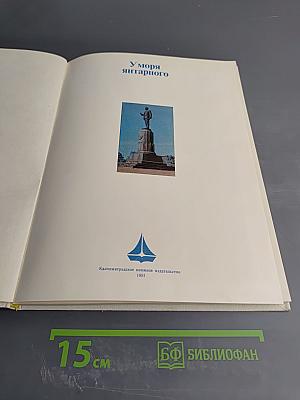 У моря
янтарного
Калининградское книжное издательство
15 см
БФ БИБЛИОФАН